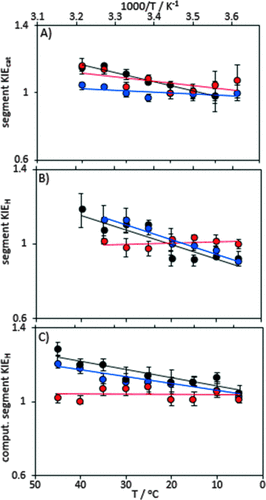 1000/T / K⁻¹
3.1 3.2 3.3 3.4 3.5 3.6
A)
segment KIEcat
1.4
1
0.6
B)
segment KIEH
1.4
1
0.6
C)
comput. segment KIEH
1.4
1
0.6
50 40 30 20 10 0
T / °C